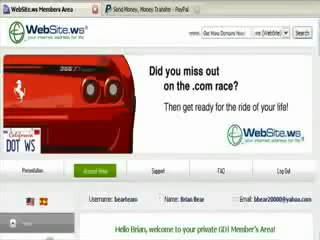 WebSite.ws Members Area
Send Money, Money Transfer - PayPal
WebSite.ws
your internet address for life
Get More Domains Now!
.ws (WebSite)
Search
Did you miss out
on the .com race?
Then get ready for the ride of your life!
California
DOT WS
WebSite.ws
your internet address for life
Presentation
Account Home
Support
FAQ
Log Out
Username: bearteam
Name: Brian Bear
Email: bbear20000@yahoo.com
Hello Brian, welcome to your private GDI Member's Area!